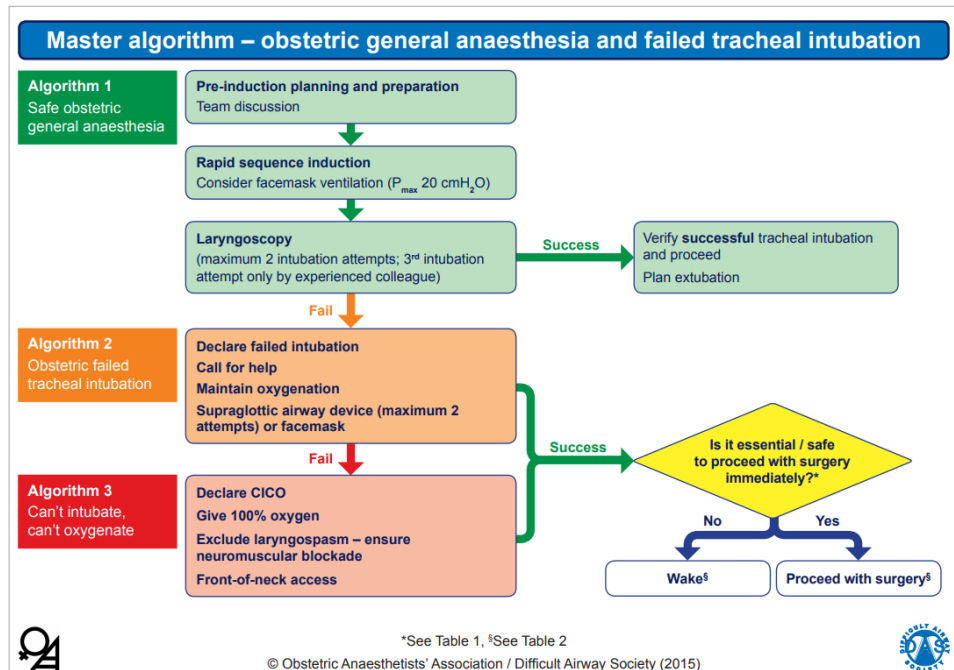 Master algorithm – obstetric general anaesthesia and failed tracheal intubation
Algorithm 1
Safe obstetric
general anaesthesia
Pre-induction planning and preparation
Team discussion
Rapid sequence induction
Consider facemask ventilation (Pmax 20 cmH2O)
Laryngoscopy
(maximum 2 intubation attempts; 3rd intubation
attempt only by experienced colleague)
Success
Verify successful tracheal intubation
and proceed
Plan extubation
Fail
Algorithm 2
Obstetric failed
tracheal intubation
Declare failed intubation
Call for help
Maintain oxygenation
Supraglottic airway device (maximum 2
attempts) or facemask
Success
Is it essential / safe
to proceed with surgery
immediately?*
Fail
Algorithm 3
Can't intubate,
can't oxygenate
Declare CICO
Give 100% oxygen
Exclude laryngospasm – ensure
neuromuscular blockade
Front-of-neck access
No
Yes
Wake§
Proceed with surgery§
*See Table 1, §See Table 2
© Obstetric Anaesthetists' Association / Difficult Airway Society (2015)
DIFFICULT AIRWAY
DAS
SOCIETY